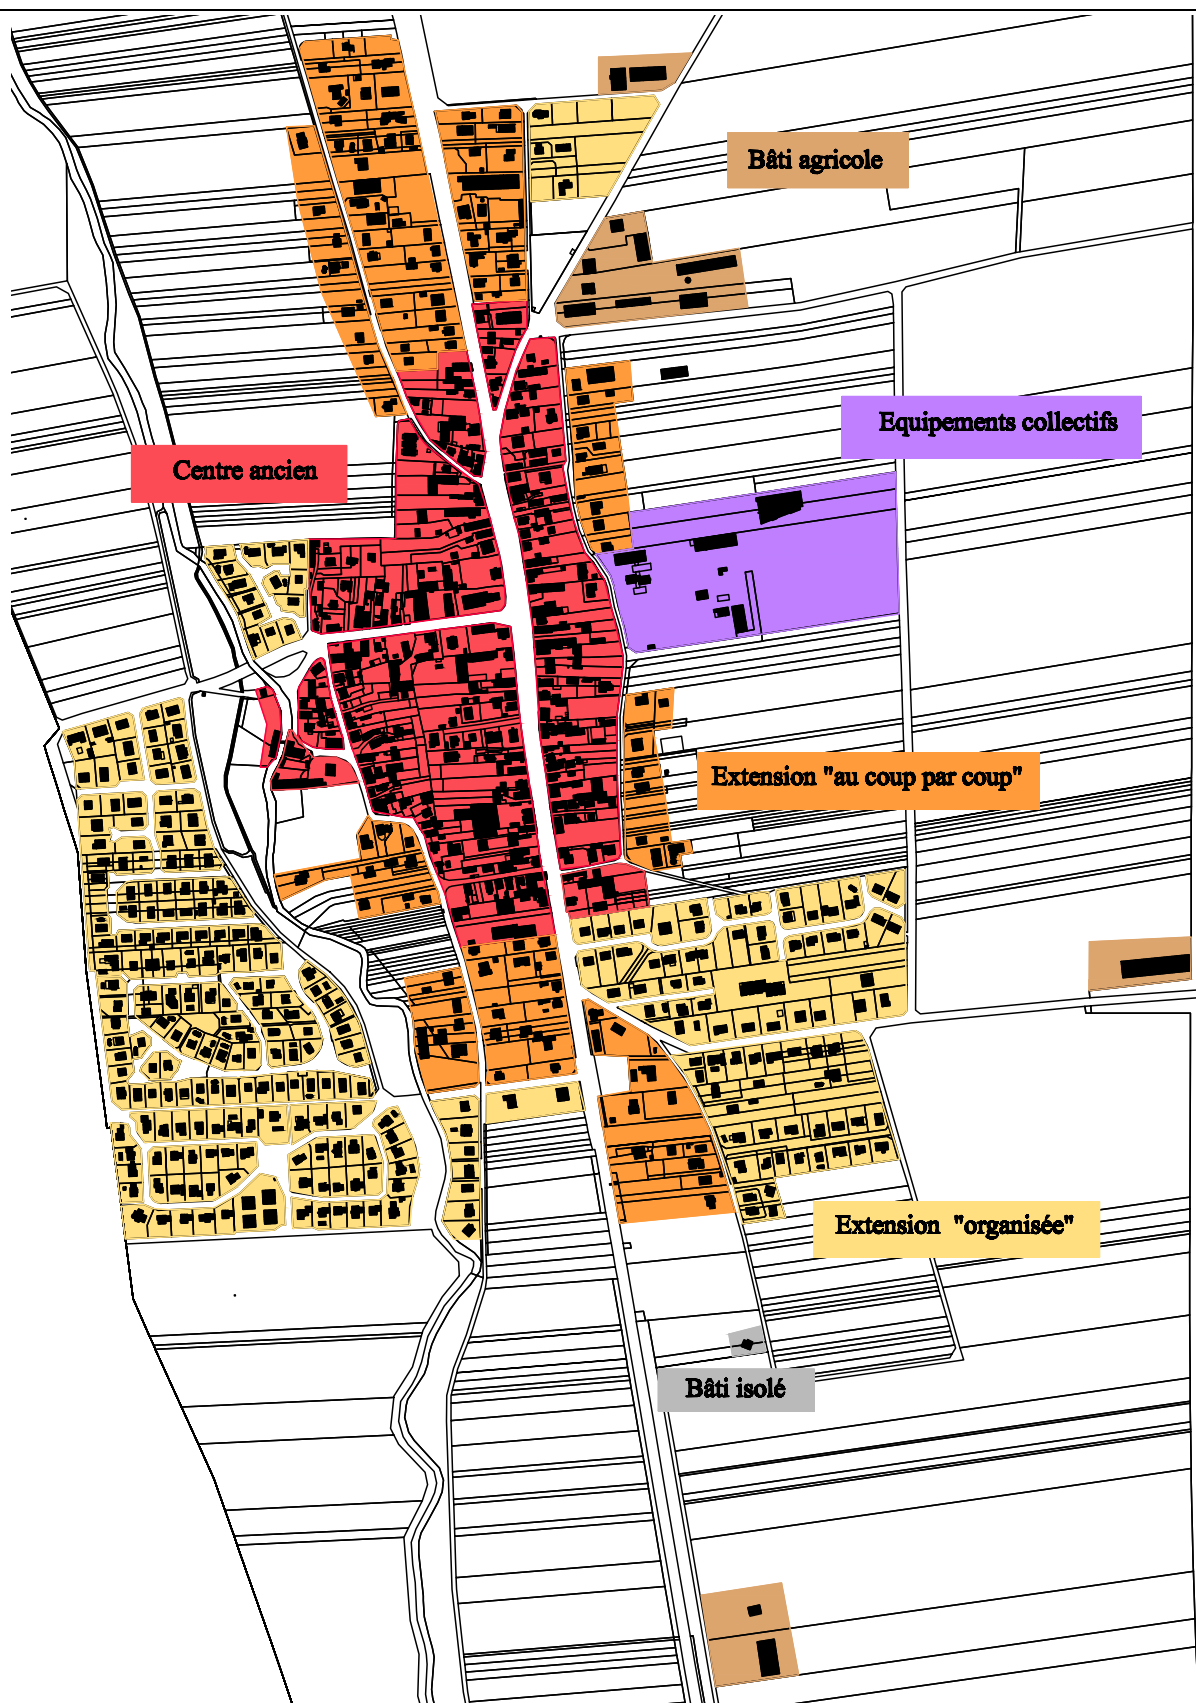 Bâti agricole
Equipements collectifs
Centre ancien
Extension "au coup par coup"
Extension "organisée"
Bâti isolé